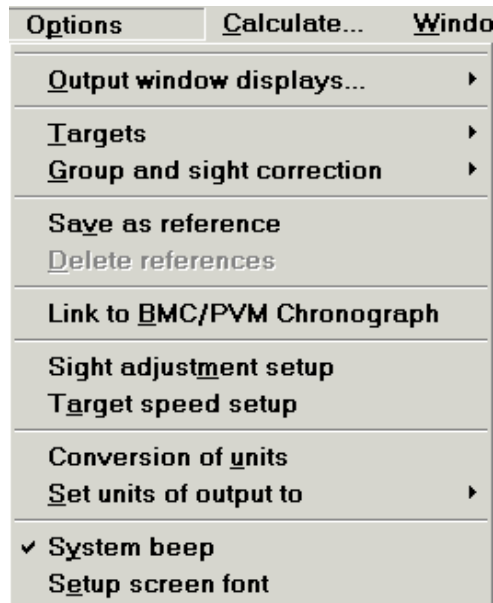 Options Calculate... Windo
Output window displays...
Targets
Group and sight correction
Save as reference
Delete references
Link to BMC/PVM Chronograph
Sight adjustment setup
Target speed setup
Conversion of units
Set units of output to
System beep
Setup screen font